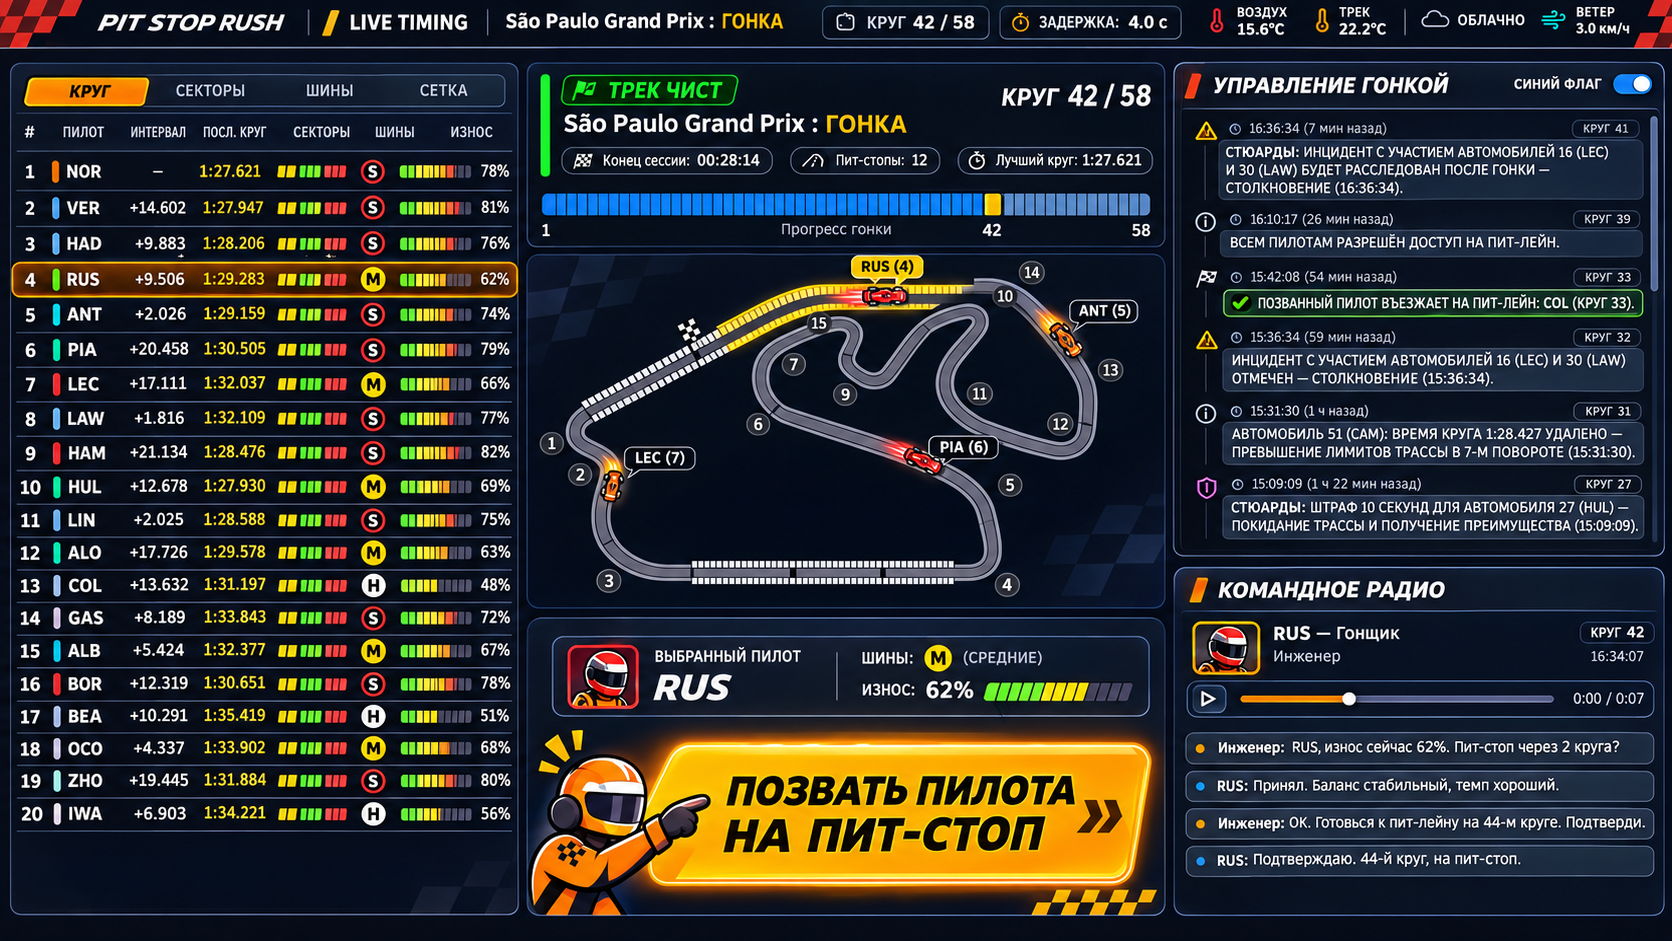 PIT STOP RUSH
LIVE TIMING
São Paulo Grand Prix : ГОНКА
КРУГ 42 / 58
ЗАДЕРЖКА: 4.0 с
ВОЗДУХ
15.6°C
ТРЕК
22.2°C
ОБЛАЧНО
ВЕТЕР
3.0 км/ч
КРУГ СЕКТОРЫ ШИНЫ СЕТКА
# ПИЛОТ ИНТЕРВАЛ ПОСЛ. КРУГ СЕКТОРЫ ШИНЫ ИЗНОС
1 NOR – 1:27.621 S 78%
2 VER +14.602 1:27.947 S 81%
3 HAD +9.883 1:28.206 S 76%
4 RUS +9.506 1:29.283 M 62%
5 ANT +2.026 1:29.159 S 74%
6 PIA +20.458 1:30.505 S 79%
7 LEC +17.111 1:32.037 M 66%
8 LAW +1.816 1:32.109 S 77%
9 HAM +21.134 1:28.476 S 82%
10 HUL +12.678 1:27.930 M 69%
11 LIN +2.025 1:28.588 S 75%
12 ALO +17.726 1:29.578 M 63%
13 COL +13.632 1:31.197 H 48%
14 GAS +8.189 1:33.843 S 72%
15 ALB +5.424 1:32.377 M 67%
16 BOR +12.319 1:30.651 S 78%
17 BEA +10.291 1:35.419 H 51%
18 OCO +4.337 1:33.902 M 68%
19 ZHO +19.445 1:31.884 S 80%
20 IWA +6.903 1:34.221 H 56%
ТРЕК ЧИСТ
КРУГ 42 / 58
São Paulo Grand Prix : ГОНКА
Конец сессии: 00:28:14
Пит-стопы: 12
Лучший круг: 1:27.621
1 Прогресс гонки 42 58
RUS (4)
14
10
ANT (5)
15
7
13
9
11
6
12
1
PIA (6)
LEC (7)
2
5
3
4
ВЫБРАННЫЙ ПИЛОТ
RUS
ШИНЫ: M (СРЕДНИЕ)
ИЗНОС: 62%
ПОЗВАТЬ ПИЛОТА
НА ПИТ-СТОП
УПРАВЛЕНИЕ ГОНКОЙ
СИНИЙ ФЛАГ
16:36:34 (7 мин назад) КРУГ 41
СТЮАРДЫ: ИНЦИДЕНТ С УЧАСТИЕМ АВТОМОБИЛЕЙ 16 (LEC)
И 30 (LAW) БУДЕТ РАССЛЕДОВАН ПОСЛЕ ГОНКИ —
СТОЛКНОВЕНИЕ (16:36:34).
16:10:17 (26 мин назад) КРУГ 39
ВСЕМ ПИЛОТАМ РАЗРЕШЁН ДОСТУП НА ПИТ-ЛЕЙН.
15:42:08 (54 мин назад) КРУГ 33
ПОЗВАННЫЙ ПИЛОТ ВЪЕЗЖАЕТ НА ПИТ-ЛЕЙН: COL (КРУГ 33).
15:36:34 (59 мин назад) КРУГ 32
ИНЦИДЕНТ С УЧАСТИЕМ АВТОМОБИЛЕЙ 16 (LEC) И 30 (LAW)
ОТМЕЧЕН — СТОЛКНОВЕНИЕ (15:36:34).
15:31:30 (1 ч назад) КРУГ 31
АВТОМОБИЛЬ 51 (САМ): ВРЕМЯ КРУГА 1:28.427 УДАЛЕНО —
ПРЕВЫШЕНИЕ ЛИМИТОВ ТРАССЫ В 7-М ПОВОРОТЕ (15:31:30).
15:09:09 (1 ч 22 мин назад) КРУГ 27
СТЮАРДЫ: ШТРАФ 10 СЕКУНД ДЛЯ АВТОМОБИЛЯ 27 (HUL) —
ПОКИДАНИЕ ТРАССЫ И ПОЛУЧЕНИЕ ПРЕИМУЩЕСТВА (15:09:09).
КОМАНДНОЕ РАДИО
RUS — Гонщик КРУГ 42
Инженер 16:34:07
0:00 / 0:07
Инженер: RUS, износ сейчас 62%. Пит-стоп через 2 круга?
RUS: Принял. Баланс стабильный, темп хороший.
Инженер: ОК. Готовься к пит-лейну на 44-м круге. Подтверди.
RUS: Подтверждаю. 44-й круг, на пит-стоп.